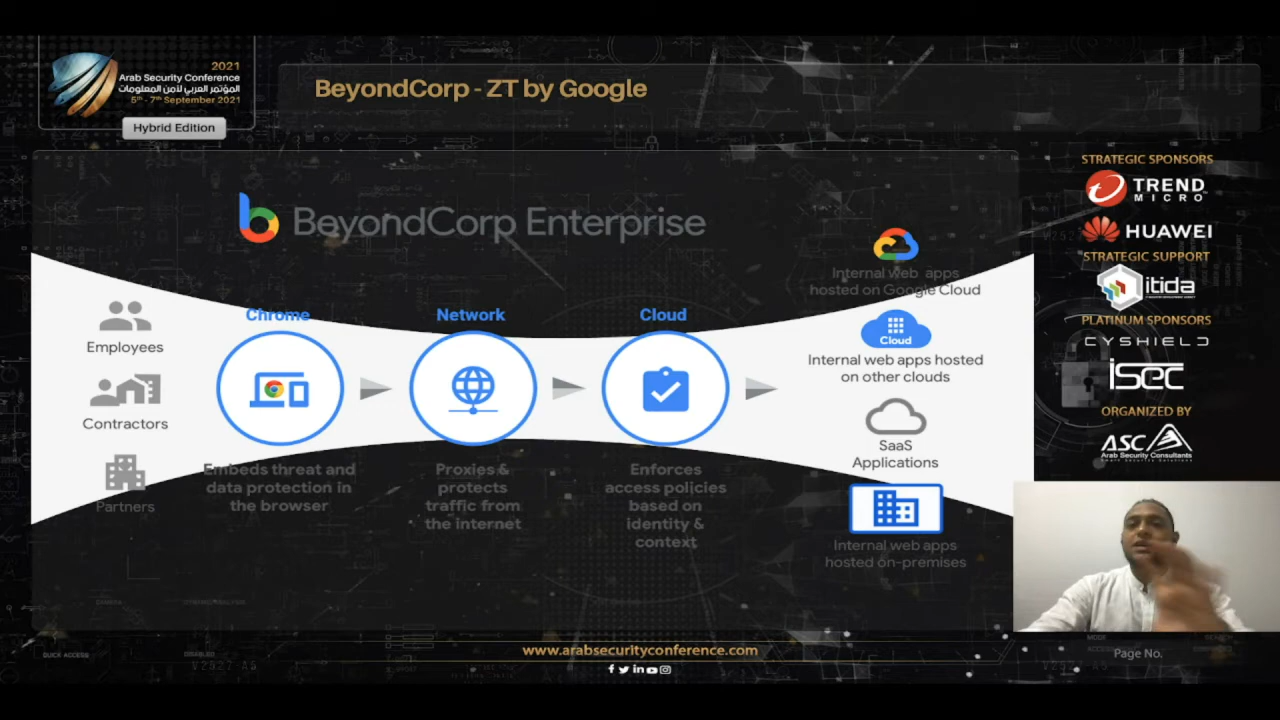 2021
Arab Security Conference
المؤتمر العربي لأمن المعلومات
5th - 7th September 2021
Hybrid Edition
BeyondCorp - ZT by Google
BeyondCorp Enterprise
Employees
Contractors
Partners
Chrome
Embeds threat and
data protection in
the browser
Network
Proxies &
protects
traffic from
the internet
Cloud
Enforces
access policies
based on
identity &
context
Internal web apps
hosted on Google Cloud
Cloud
Internal web apps hosted
on other clouds
SaaS
Applications
Internal web apps
hosted on-premises
STRATEGIC SPONSORS
TREND
MICRO
HUAWEI
STRATEGIC SUPPORT
itida
PLATINUM SPONSORS
CYSHIELD
isec
ORGANIZED BY
ASC
Arab Security Consultants
www.arabsecurityconference.com
QUICK ACCESS
Page No.